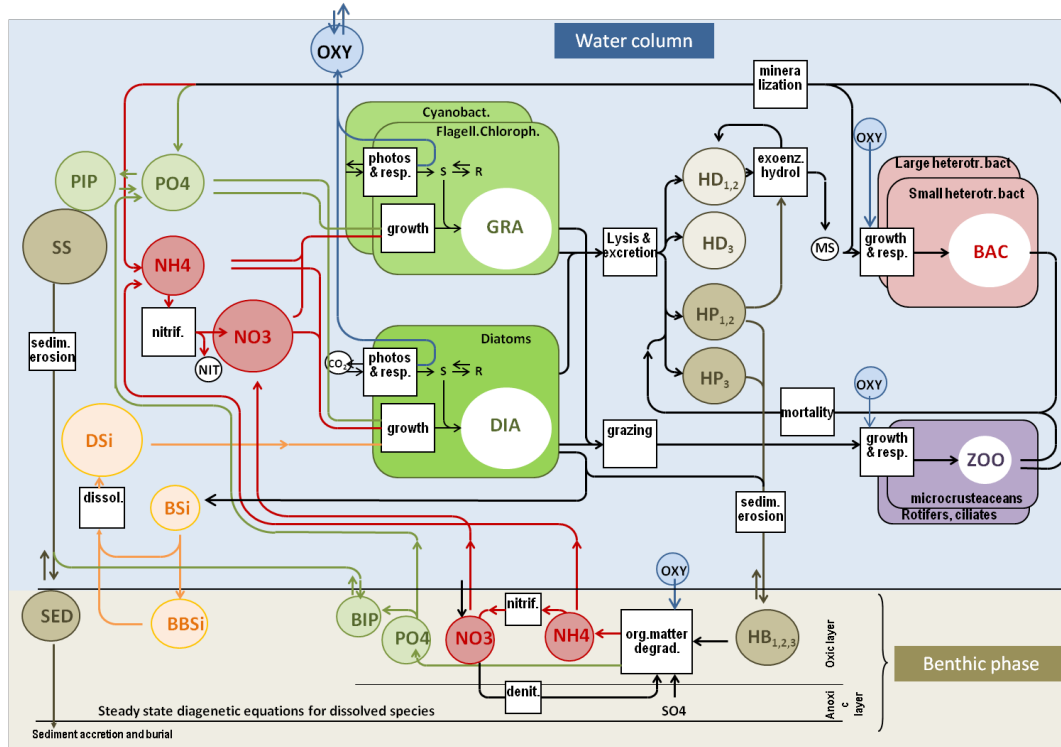 Water column
OXY
minera
lization
Cyanobact.
Flagell.Chloroph.
photos
& resp.
S
R
growth
GRA
PIP
PO4
SS
NH4
nitrif.
NO3
NIT
sedim.
erosion
Lysis &
excretion
HD1,2
HD3
HP1,2
HP3
exoenz.
hydrol
MS
OXY
Large heterotr. bact
Small heterotr. bact
growth
& resp.
BAC
Diatoms
CO2
photos
& resp.
S
R
growth
DIA
grazing
mortality
OXY
growth
& resp.
ZOO
microcrusteaceans
Rotifers, ciliates
DSi
dissol.
BSi
sedim.
erosion
SED
BBSi
BIP
PO4
NO3
nitrif.
NH4
OXY
org.matter
degrad.
HB1,2,3
Oxic layer
Benthic phase
denit.
SO4
Anoxi
c
layer
Steady state diagenetic equations for dissolved species
Sediment accretion and burial